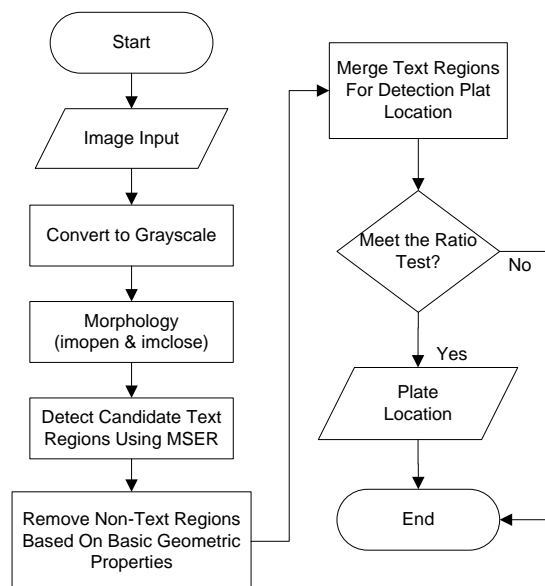 Start
Image Input
Convert to Grayscale
Morphology
(imopen & imclose)
Detect Candidate Text
Regions Using MSER
Remove Non-Text Regions
Based On Basic Geometric
Properties
Merge Text Regions
For Detection Plat
Location
Meet the Ratio
Test?
No
Yes
Plate
Location
End